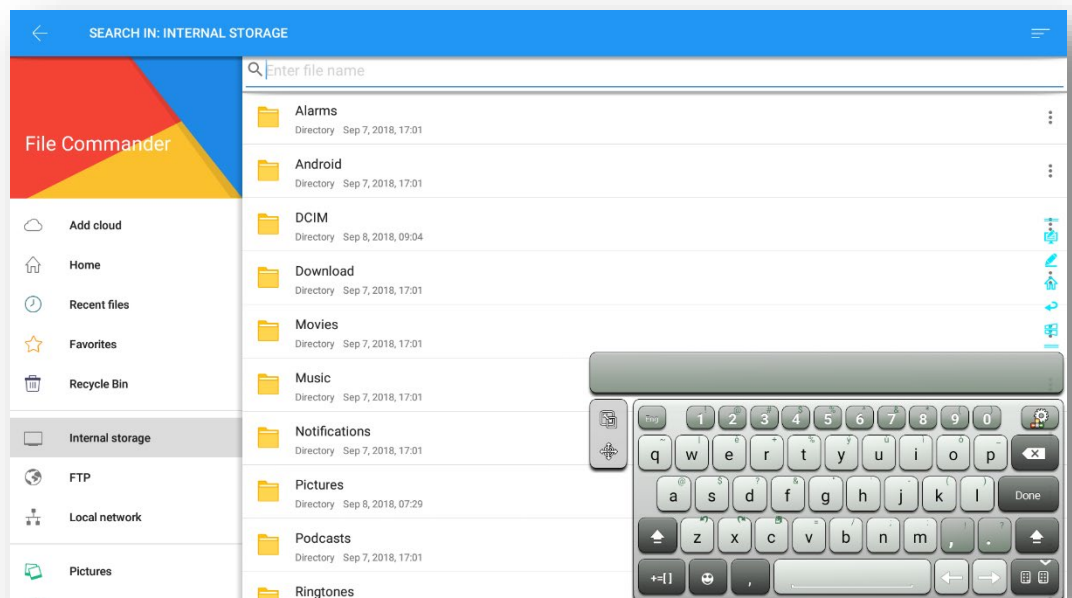 SEARCH IN: INTERNAL STORAGE
Enter file name
File Commander
Add cloud
Home
Recent files
Favorites
Recycle Bin
Internal storage
FTP
Local network
Pictures
Alarms
Directory Sep 7, 2018, 17:01
Android
Directory Sep 7, 2018, 17:01
DCIM
Directory Sep 8, 2018, 09:04
Download
Directory Sep 7, 2018, 17:01
Movies
Directory Sep 7, 2018, 17:01
Music
Directory Sep 7, 2018, 17:01
Notifications
Directory Sep 7, 2018, 17:01
Pictures
Directory Sep 8, 2018, 07:29
Podcasts
Directory Sep 7, 2018, 17:01
Ringtones
Eng 1 2 3 4 5 6 7 8 9 0
q w e r t y u i o p
a s d f g h j k l Done
z x c v b n m , .
+=[] ,